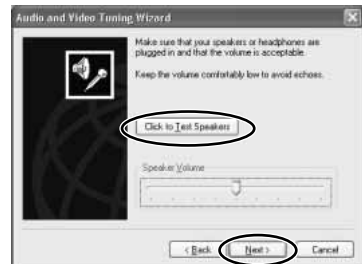 Audio and Video Tuning Wizard
Make sure that your speakers or headphones are
plugged in and that the volume is acceptable.
Keep the volume comfortably low to avoid echoes.
Click to Test Speakers
Speaker Volume
< Back Next > Cancel